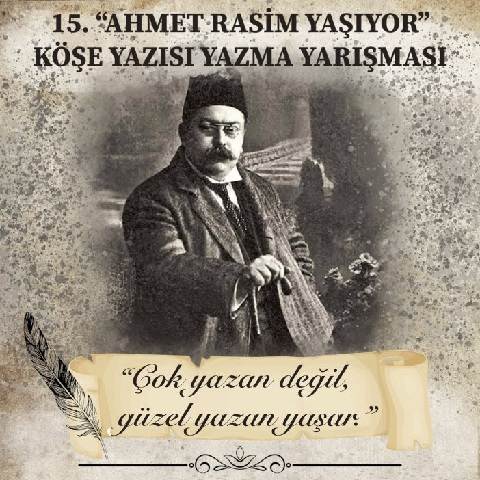 15. “AHMET RASİM YAŞIYOR”
KÖŞE YAZISI YAZMA YARIŞMASI
“Çok yazan değil,
güzel yazan yaşar.”